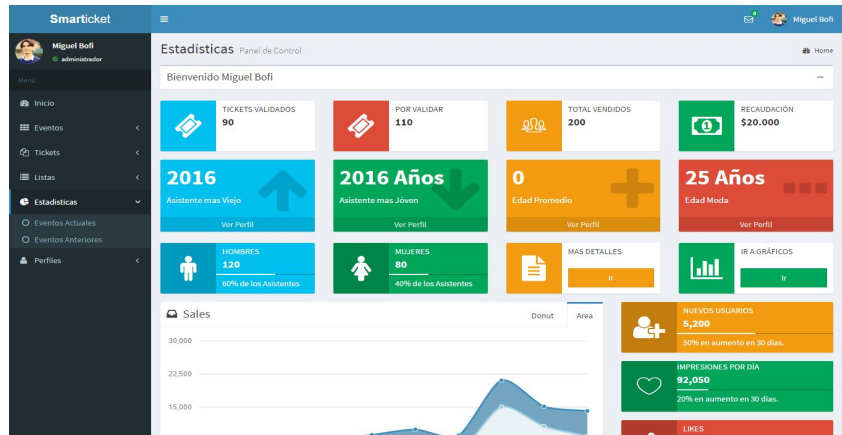 Smarticket
Miguel Bofi
Miguel Bofi
administrador
Menú
Inicio
Eventos
Tickets
Listas
Estadísticas
Eventos Actuales
Eventos Anteriores
Perfiles
Estadísticas Panel de Control
Home
Bienvenido Miguel Bofi
TICKETS VALIDADOS
90
POR VALIDAR
110
TOTAL VENDIDOS
200
RECAUDACIÓN
$20.000
2016
Asistente mas Viejo
Ver Perfil
2016 Años
Asistente mas Jóven
Ver Perfil
0
Edad Promedio
Ver Perfil
25 Años
Edad Moda
Ver Perfil
HOMBRES
120
60% de los Asistentes
MUJERES
80
40% de los Asistentes
MAS DETALLES
Ir
IR A GRÁFICOS
Ir
Sales
Donut
Area
30,000
22,500
15,000
NUEVOS USUARIOS
5,200
50% en aumento en 30 días.
IMPRESIONES POR DÍA
92,050
20% en aumento en 30 días.
LIKES